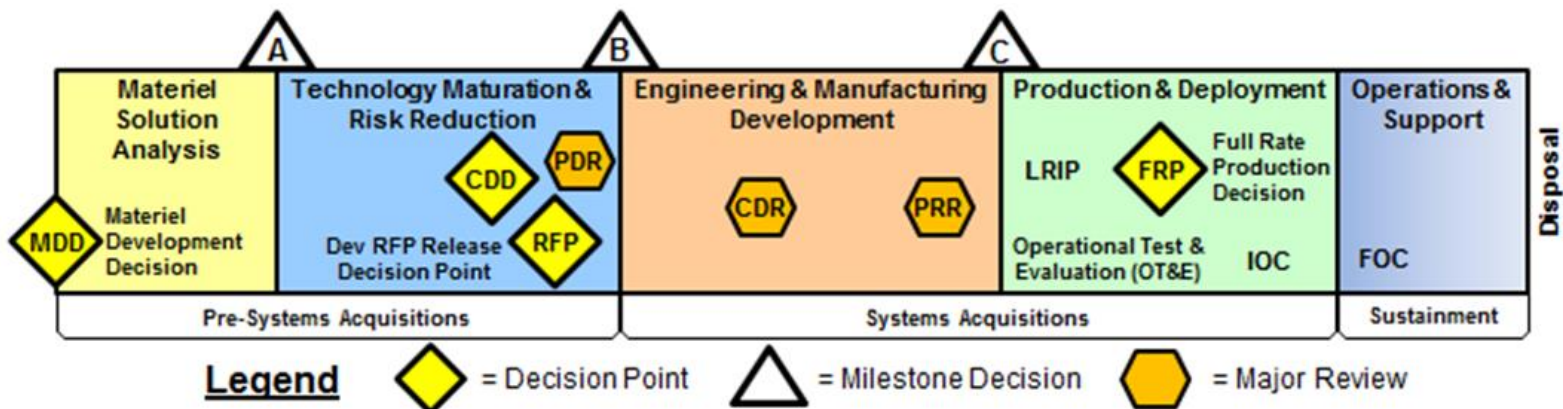 A
B
C
Materiel
Solution
Analysis
MDD
Materiel
Development
Decision
Technology Maturation &
Risk Reduction
CDD
PDR
Dev RFP Release
Decision Point
RFP
Engineering & Manufacturing
Development
CDR
PRR
Production & Deployment
LRIP
FRP
Full Rate
Production
Decision
Operational Test &
Evaluation (OT&E)
IOC
Operations &
Support
FOC
Disposal
Pre-Systems Acquisitions
Systems Acquisitions
Sustainment
Legend
= Decision Point
= Milestone Decision
= Major Review